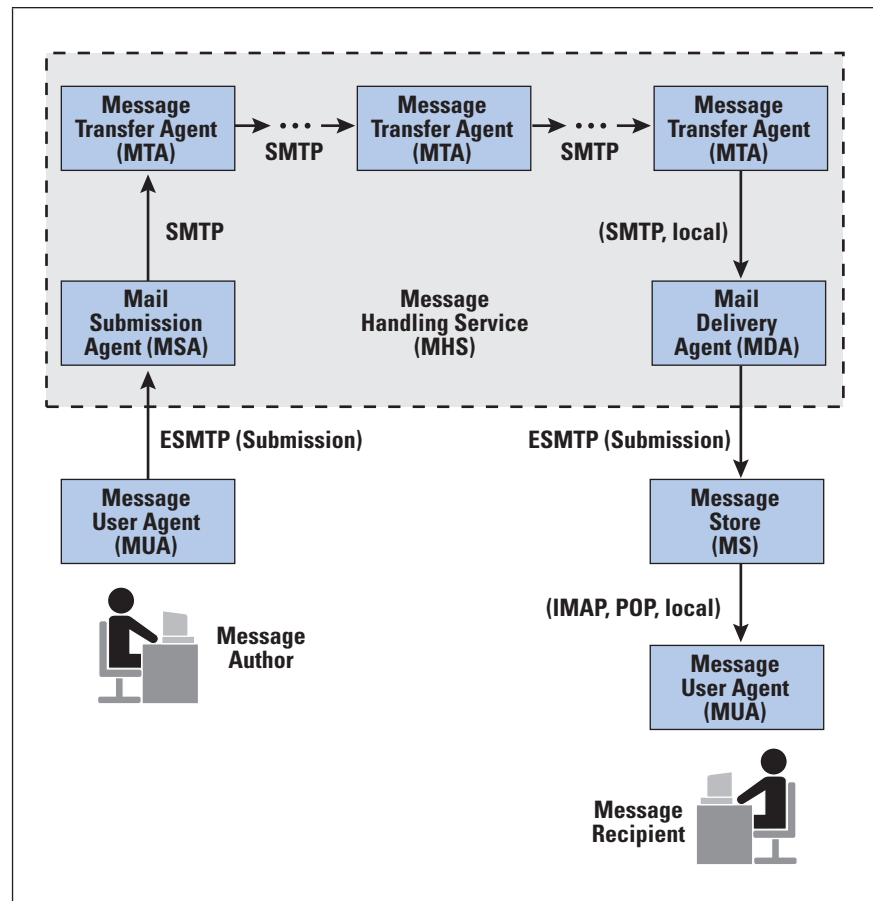 Message
Transfer Agent
(MTA)
SMTP
Message
Transfer Agent
(MTA)
SMTP
Message
Transfer Agent
(MTA)
SMTP
(SMTP, local)
Mail
Submission
Agent (MSA)
Message
Handling Service
(MHS)
Mail
Delivery
Agent (MDA)
ESMTP (Submission)
ESMTP (Submission)
Message
User Agent
(MUA)
Message
Store
(MS)
(IMAP, POP, local)
Message
Author
Message
User Agent
(MUA)
Message
Recipient